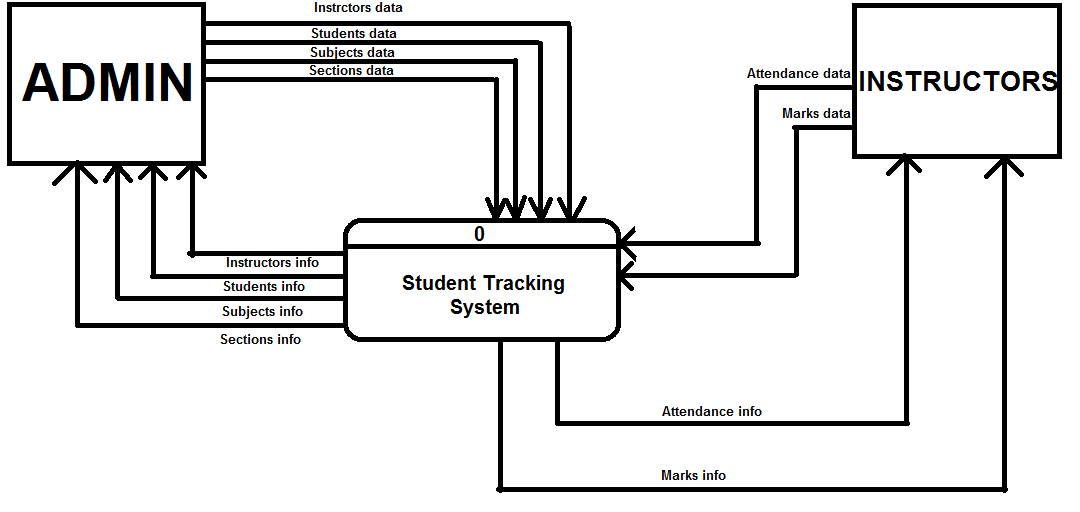 Instrctors data
Students data
Subjects data
Sections data
ADMIN
Attendance data
INSTRUCTORS
Marks data
0
Student Tracking
System
Instructors info
Students info
Subjects info
Sections info
Attendance info
Marks info